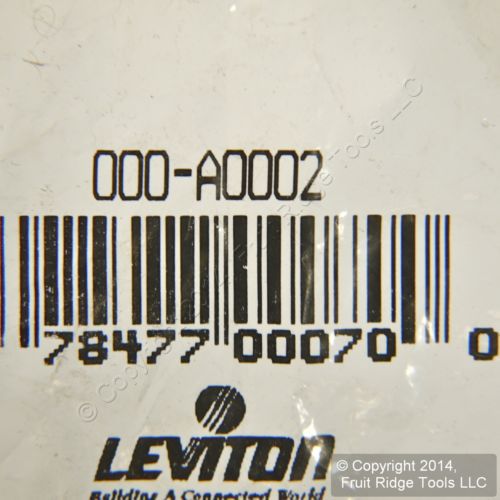 000-A0002
78477 00070 0
LEVITON
Building A Connected World
© Copyright 2014,
Fruit Ridge Tools LLC